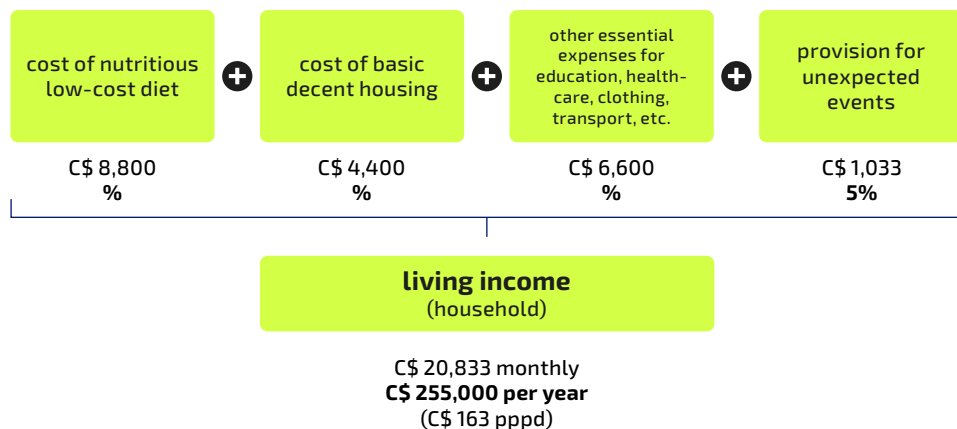 cost of nutritious
low-cost diet
+
cost of basic
decent housing
+
other essential
expenses for
education, health-
care, clothing,
transport, etc.
+
provision for
unexpected
events
C$ 8,800
%
C$ 4,400
%
C$ 6,600
%
C$ 1,033
5%
living income
(household)
C$ 20,833 monthly
C$ 255,000 per year
(C$ 163 pppd)